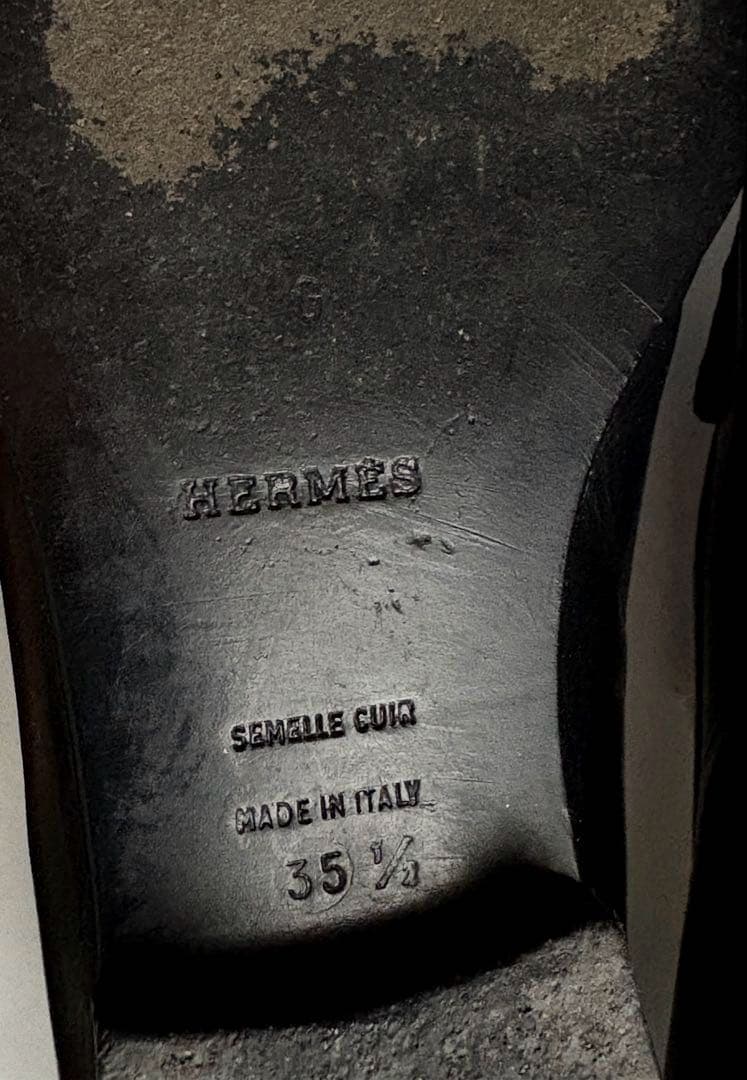 G
HERMÈS
SEMELLE CUIR
MADE IN ITALY
35 ½